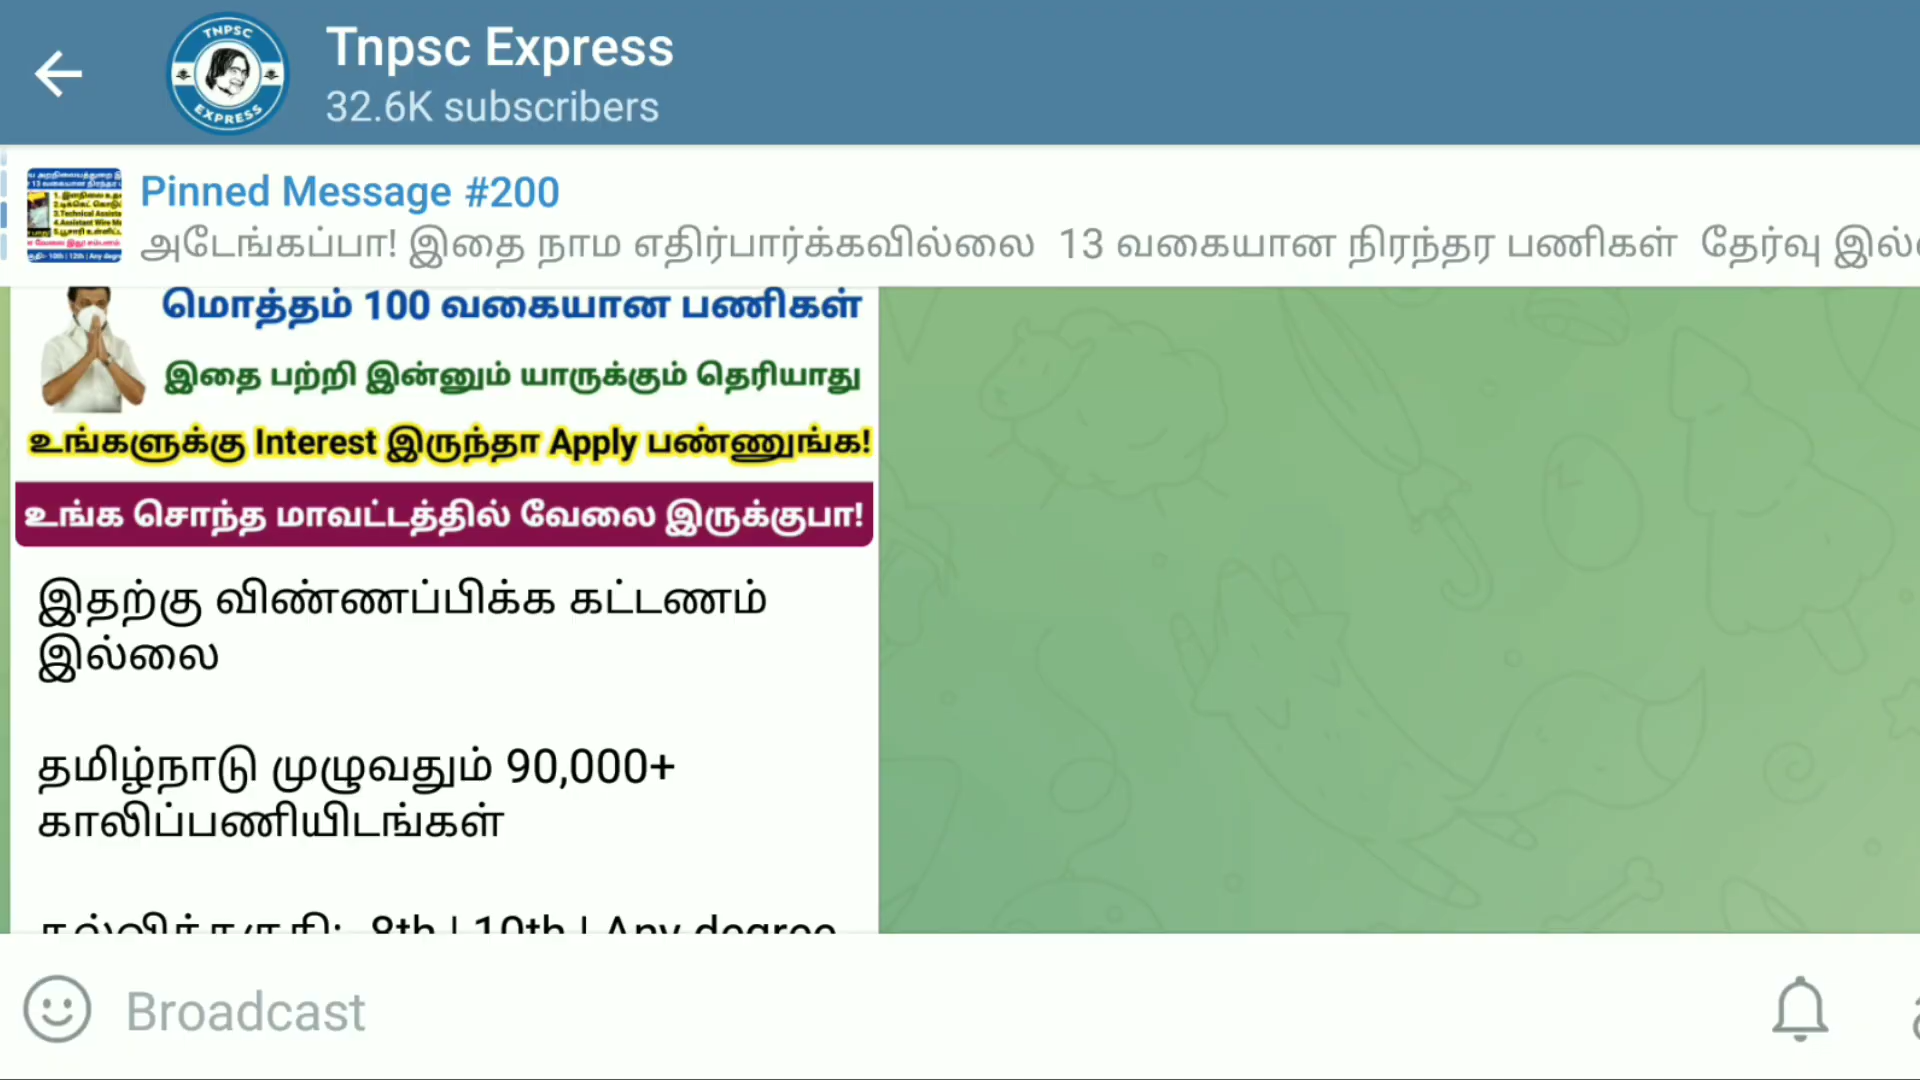 Tnpsc Express
32.6K subscribers
TNPSC
EXPRESS
Pinned Message #200
அடேங்கப்பா! இதை நாம எதிர்பார்க்கவில்லை 13 வகையான நிரந்தர பணிகள் தேர்வு
மொத்தம் 100 வகையான பணிகள்
இதை பற்றி இன்னும் யாருக்கும் தெரியாது
உங்களுக்கு Interest இருந்தா Apply பண்ணுங்க!
உங்க சொந்த மாவட்டத்தில் வேலை இருக்குபா!
இதற்கு விண்ணப்பிக்க கட்டணம்
இல்லை
தமிழ்நாடு முழுவதும் 90,000+
காலிப்பணியிடங்கள்
கல்வித்தகுதி:- 8th | 10th | Any degree
Broadcast